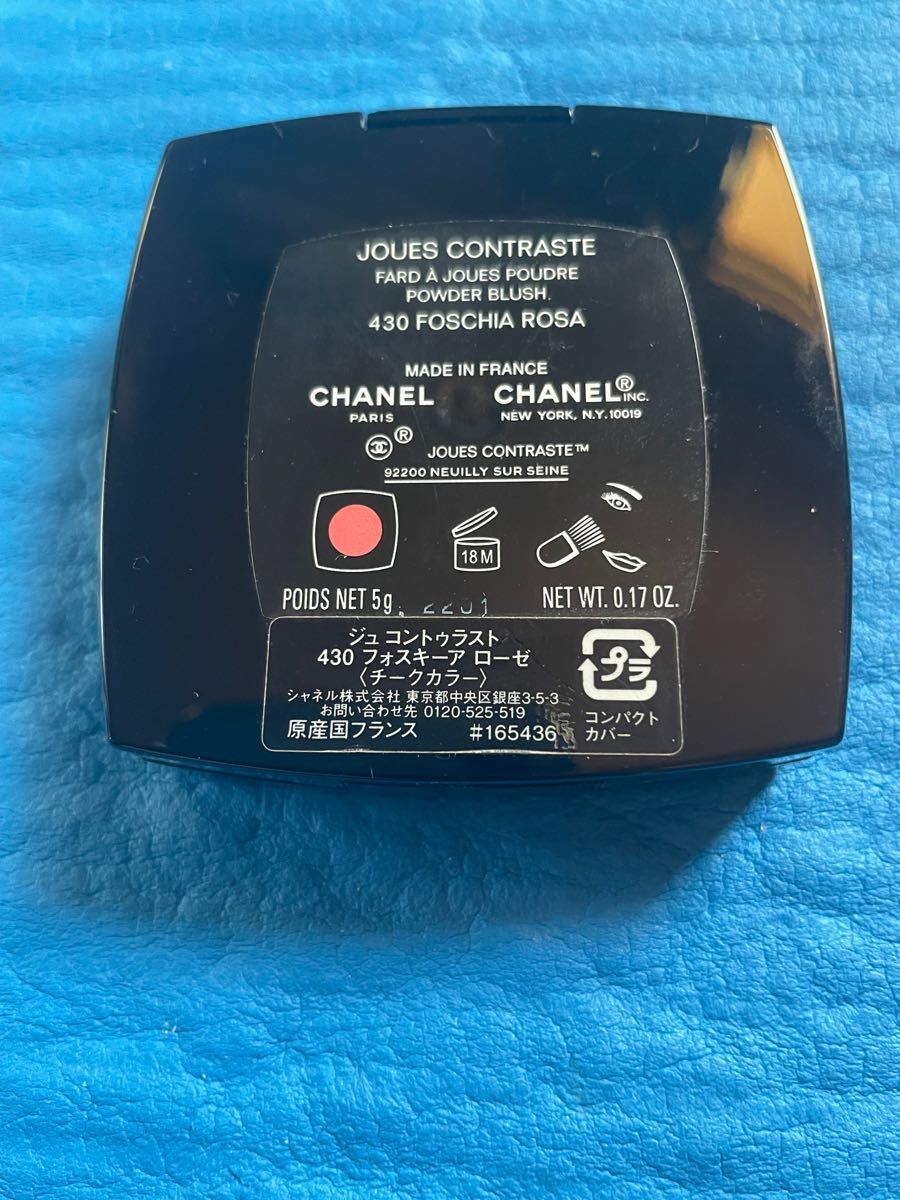 JOUES CONTRASTE
FARD À JOUES POUDRE
POWDER BLUSH.
430 FOSCHIA ROSA
MADE IN FRANCE
CHANEL CHANEL® INC.
PARIS NEW YORK, N.Y. 10019
® JOUES CONTRASTE™
92200 NEUILLY SUR SEINE
18 M
POIDS NET 5g. 2201 NET WT. 0.17 OZ.
ジュ コントゥラスト
430 フォスキーア ローゼ
〈チークカラー〉
シャネル株式会社 東京都中央区銀座3-5-3
お問い合わせ先 0120-525-519
原産国フランス #165436
プラ
コンパクト
カバー